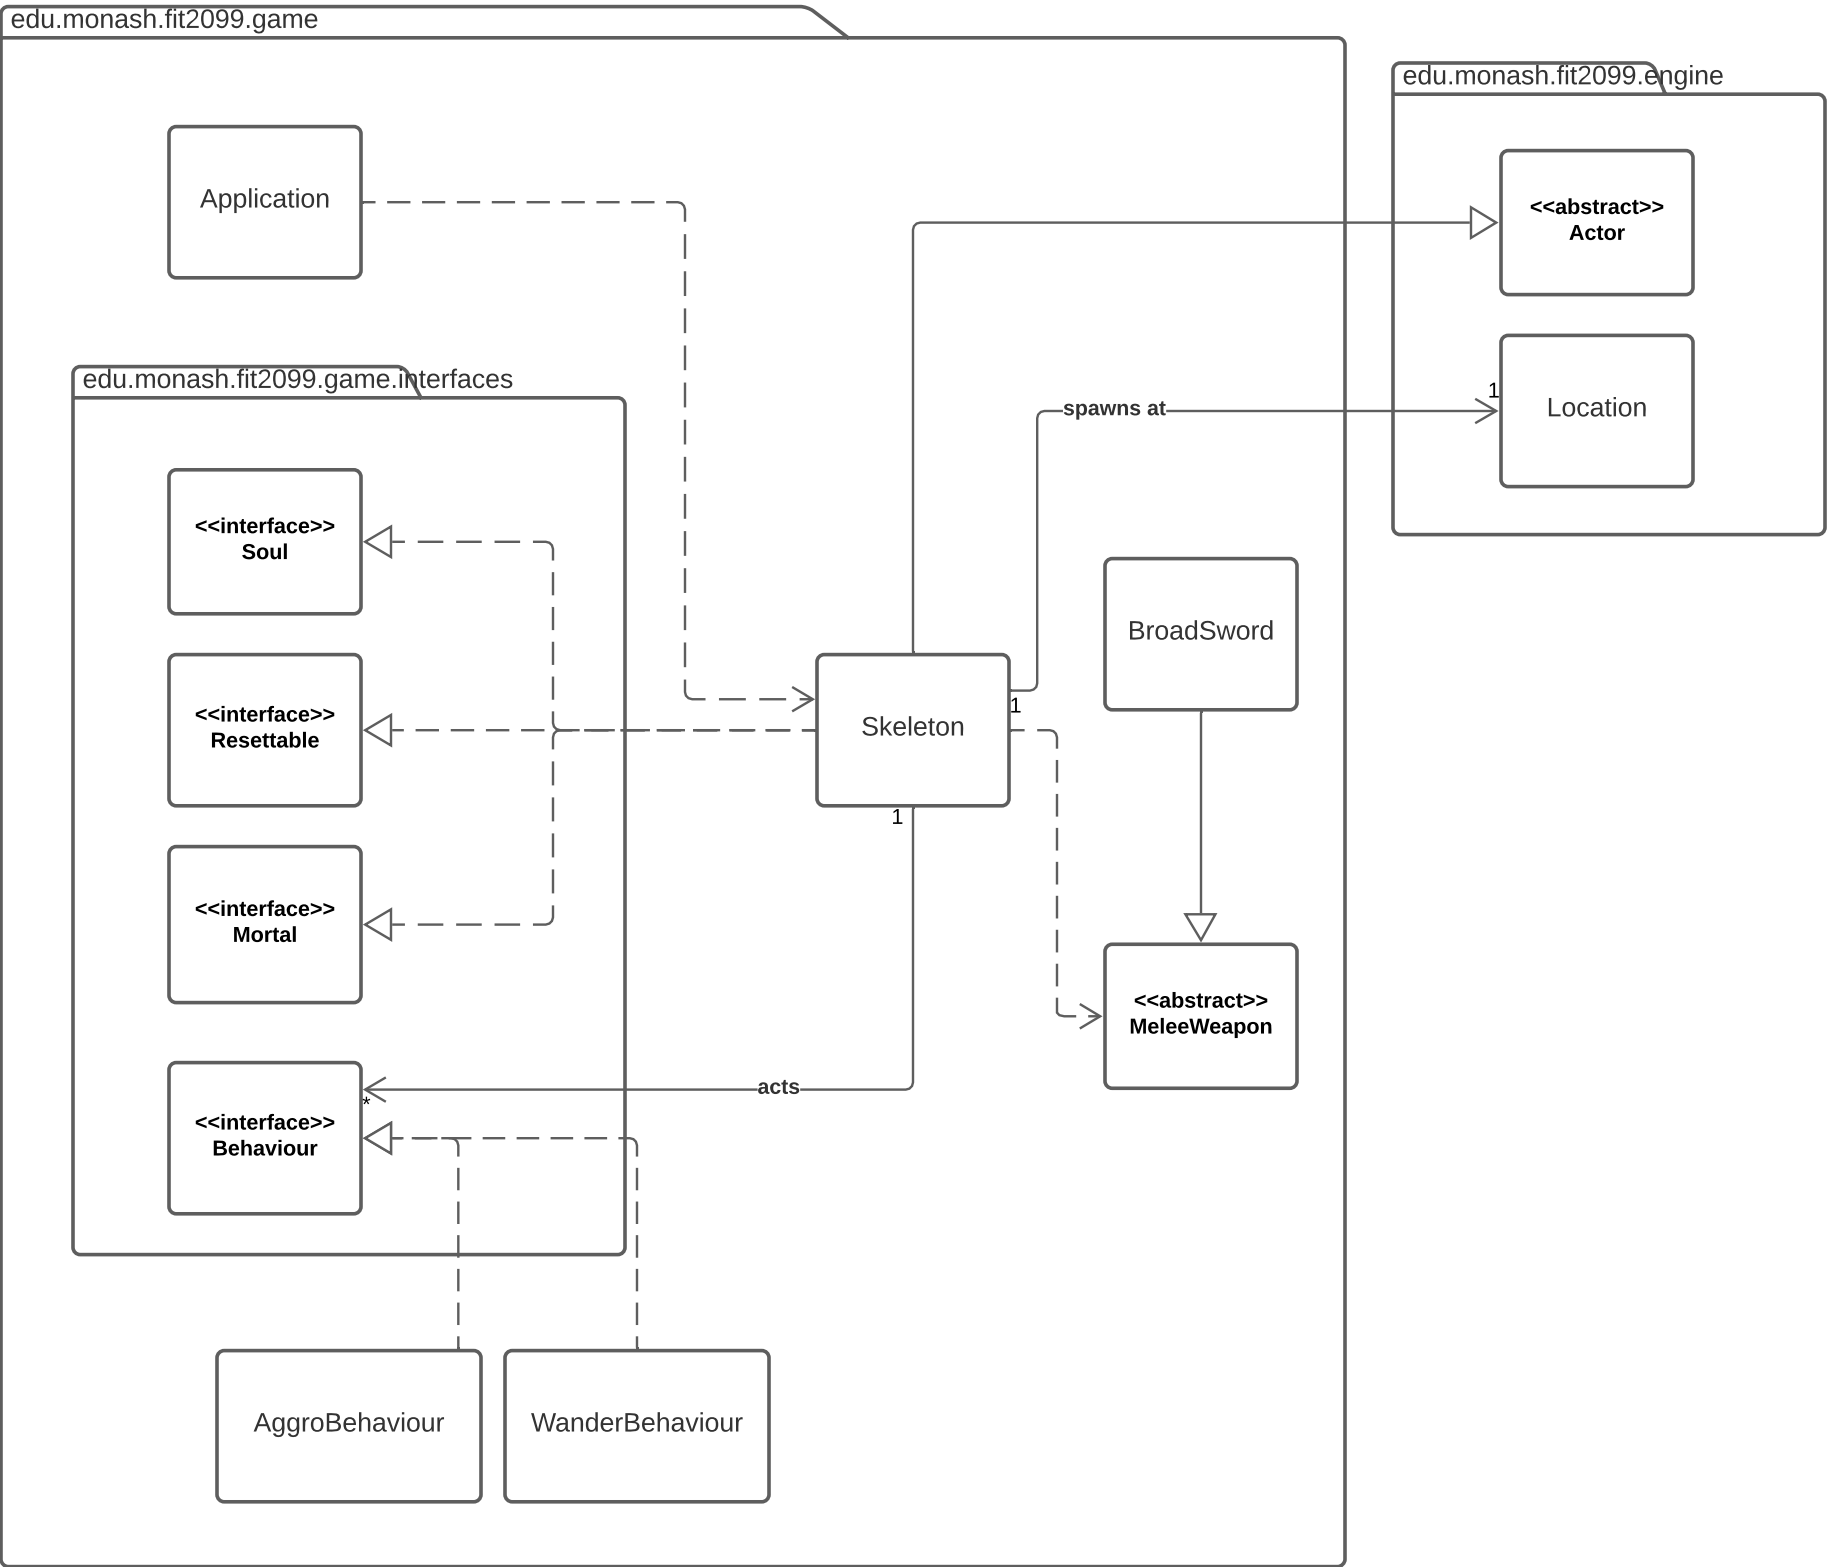 edu.monash.fit2099.game
edu.monash.fit2099.engine
Application
<<abstract>>
Actor
edu.monash.fit2099.game.interfaces
1
spawns at
Location
<<interface>>
Soul
BroadSword
<<interface>>
Resettable
Skeleton
1
1
<<interface>>
Mortal
<<abstract>>
MeleeWeapon
acts
*
<<interface>>
Behaviour
AggroBehaviour
WanderBehaviour